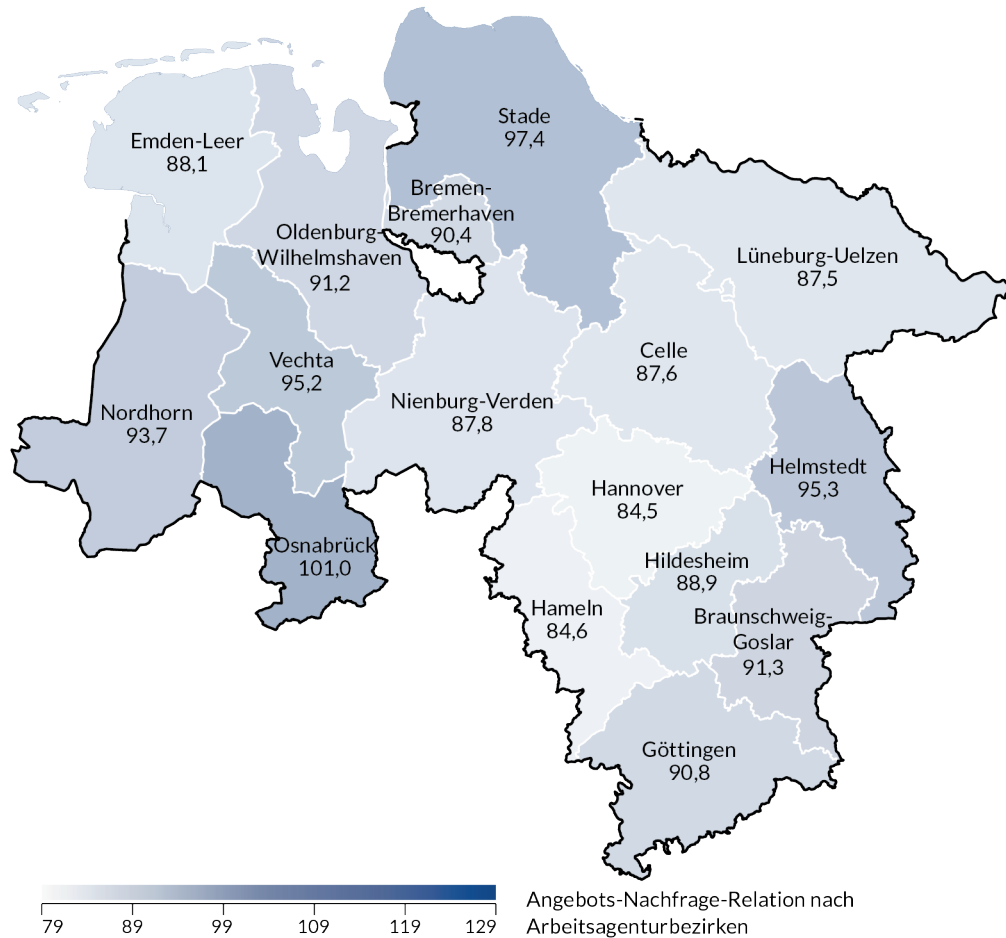 Stade
97,4
Emden-Leer
88,1
Bremen-
Bremerhaven
90,4
Oldenburg-
Wilhelmshaven
91,2
Lüneburg-Uelzen
87,5
Celle
87,6
Vechta
95,2
Nienburg-Verden
87,8
Nordhorn
93,7
Helmstedt
95,3
Hannover
84,5
Osnabrück
101,0
Hildesheim
88,9
Hameln
84,6
Braunschweig-
Goslar
91,3
Göttingen
90,8
79 89 99 109 119 129
Angebots-Nachfrage-Relation nach
Arbeitsagenturbezirken